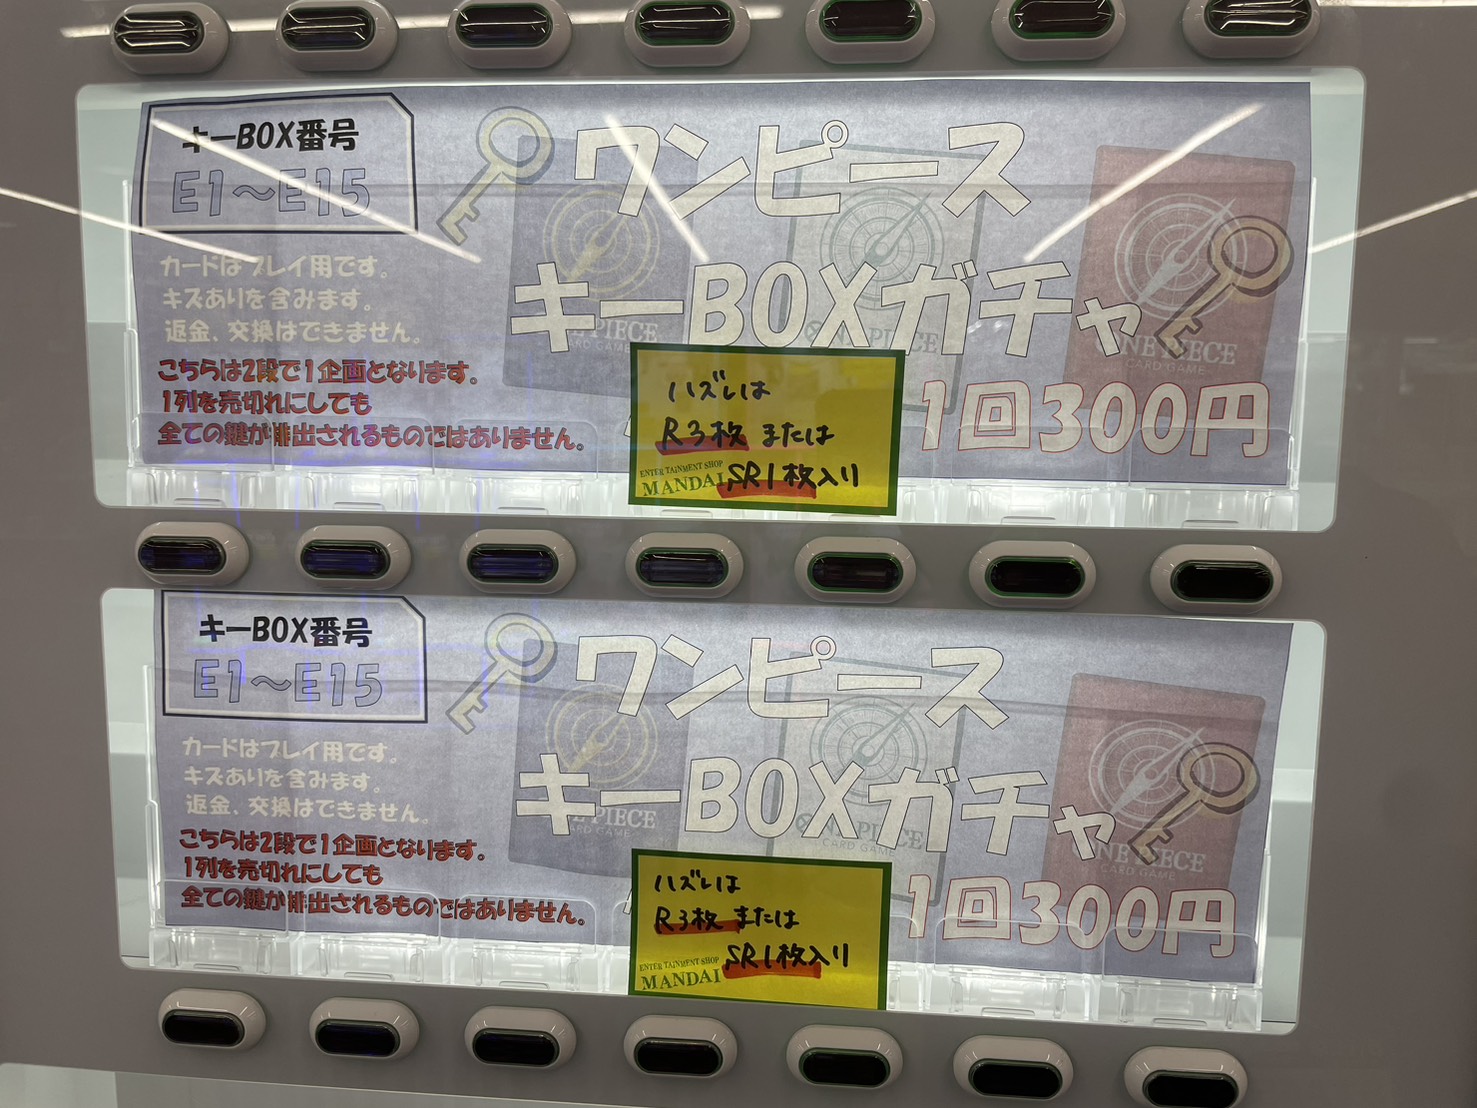 キーBOX番号
E1～E15
カードはプレイ用です。
キズありを含みます。
返金、交換はできません。
こちらは2段で1企画となります。
1列を売切れにしても
全ての鍵が排出されるものではありません。
ワンピース
キーBOXガチャ
1回300円
ONE PIECE
CARD GAME
ハズレは
R3枚 または
SR1枚入り
ENTERTAINMENT SHOP
MANDAI
キーBOX番号
E1～E15
カードはプレイ用です。
キズありを含みます。
返金、交換はできません。
こちらは2段で1企画となります。
1列を売切れにしても
全ての鍵が排出されるものではありません。
ワンピース
キーBOXガチャ
1回300円
ONE PIECE
CARD GAME
ハズレは
R3枚 または
SR1枚入り
ENTERTAINMENT SHOP
MANDAI